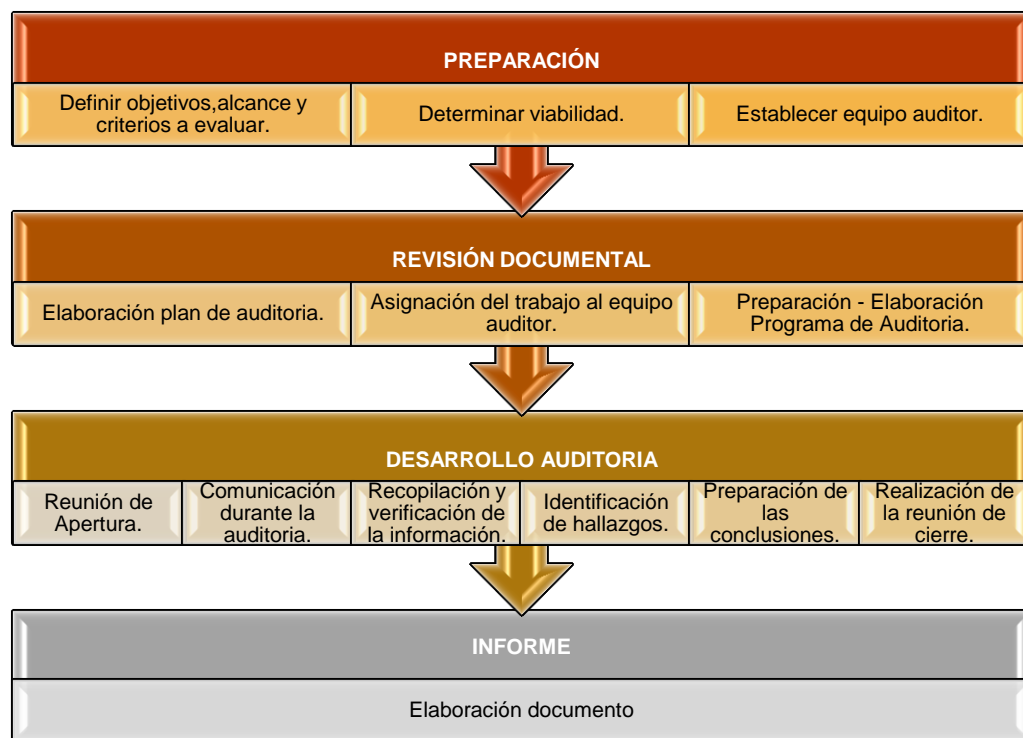 PREPARACIÓN
Definir objetivos,alcance y
criterios a evaluar.
Determinar viabilidad.
Establecer equipo auditor.
REVISIÓN DOCUMENTAL
Elaboración plan de auditoria.
Asignación del trabajo al equipo
auditor.
Preparación - Elaboración
Programa de Auditoria.
DESARROLLO AUDITORIA
Reunión de
Apertura.
Comunicación
durante la
auditoria.
Recopilación y
verificación de
la información.
Identificación
de hallazgos.
Preparación de
las
conclusiones.
Realización de
la reunión de
cierre.
INFORME
Elaboración documento